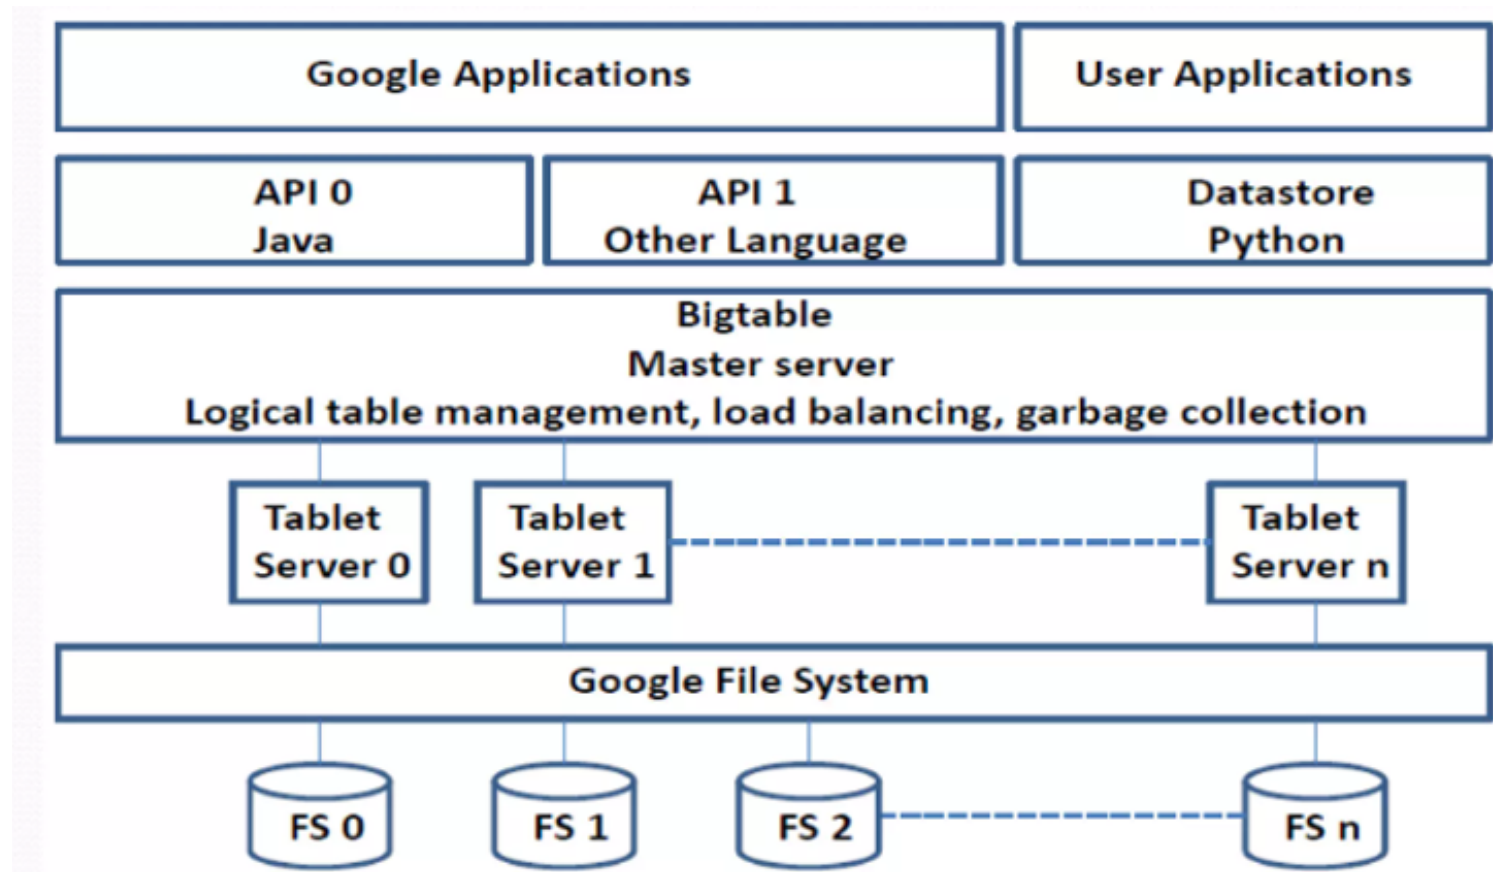 Google Applications
User Applications
API 0
Java
API 1
Other Language
Datastore
Python
Bigtable
Master server
Logical table management, load balancing, garbage collection
Tablet
Server 0
Tablet
Server 1
Tablet
Server n
Google File System
FS 0
FS 1
FS 2
FS n